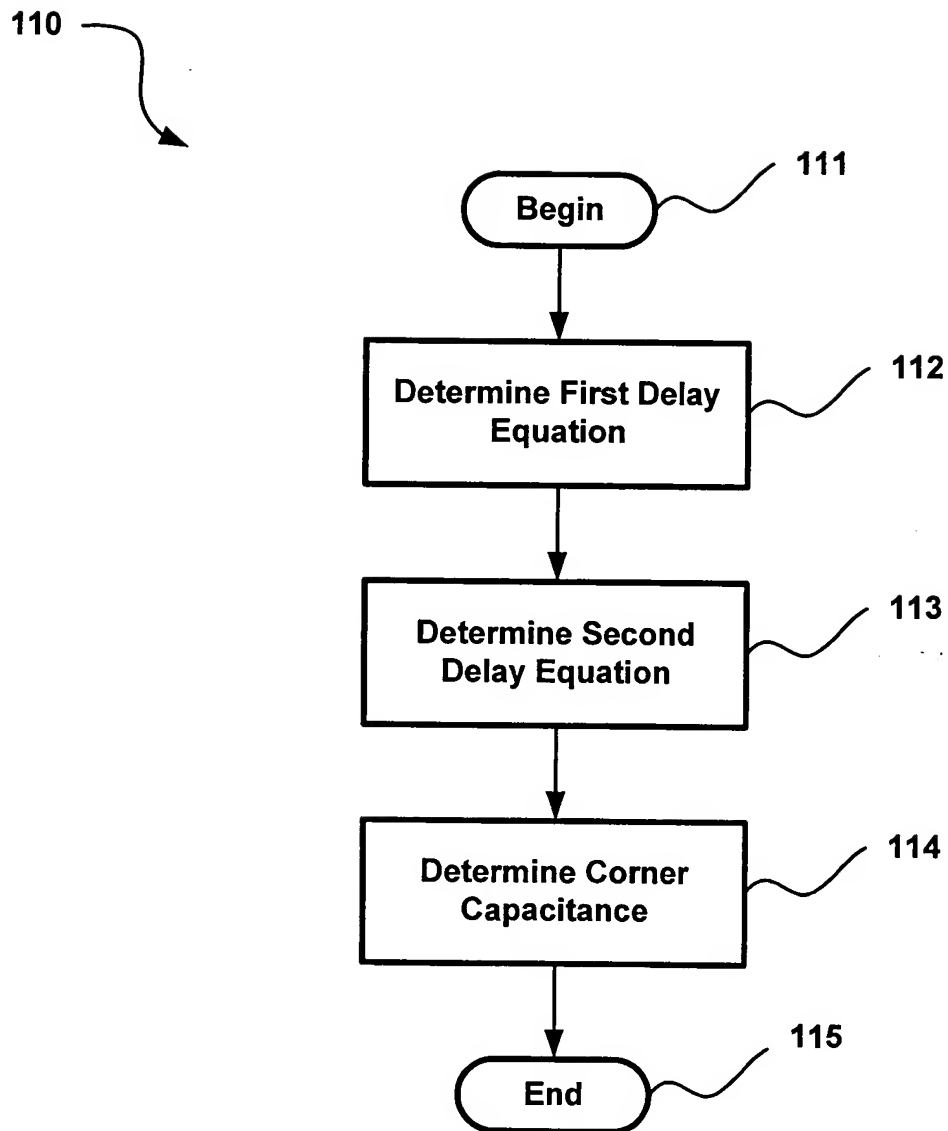 110
111
Begin
112
Determine First Delay
Equation
113
Determine Second
Delay Equation
114
Determine Corner
Capacitance
115
End